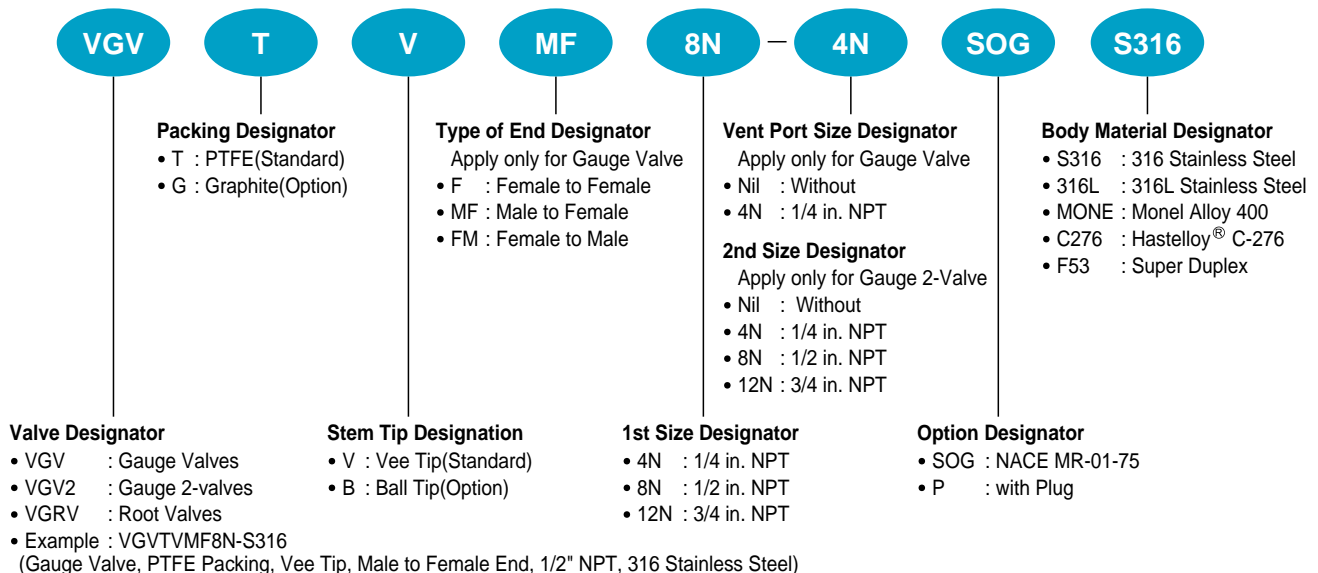 VGV T V MF 8N – 4N SOG S316
Packing Designator
• T : PTFE(Standard)
• G : Graphite(Option)
Type of End Designator
Apply only for Gauge Valve
• F : Female to Female
• MF : Male to Female
• FM : Female to Male
Vent Port Size Designator
Apply only for Gauge Valve
• Nil : Without
• 4N : 1/4 in. NPT
2nd Size Designator
Apply only for Gauge 2-Valve
• Nil : Without
• 4N : 1/4 in. NPT
• 8N : 1/2 in. NPT
• 12N : 3/4 in. NPT
Body Material Designator
• S316 : 316 Stainless Steel
• 316L : 316L Stainless Steel
• MONE : Monel Alloy 400
• C276 : Hastelloy® C-276
• F53 : Super Duplex
Valve Designator
• VGV : Gauge Valves
• VGV2 : Gauge 2-valves
• VGRV : Root Valves
• Example : VGVTVMF8N-S316
(Gauge Valve, PTFE Packing, Vee Tip, Male to Female End, 1/2" NPT, 316 Stainless Steel)
Stem Tip Designation
• V : Vee Tip(Standard)
• B : Ball Tip(Option)
1st Size Designator
• 4N : 1/4 in. NPT
• 8N : 1/2 in. NPT
• 12N : 3/4 in. NPT
Option Designator
• SOG : NACE MR-01-75
• P : with Plug